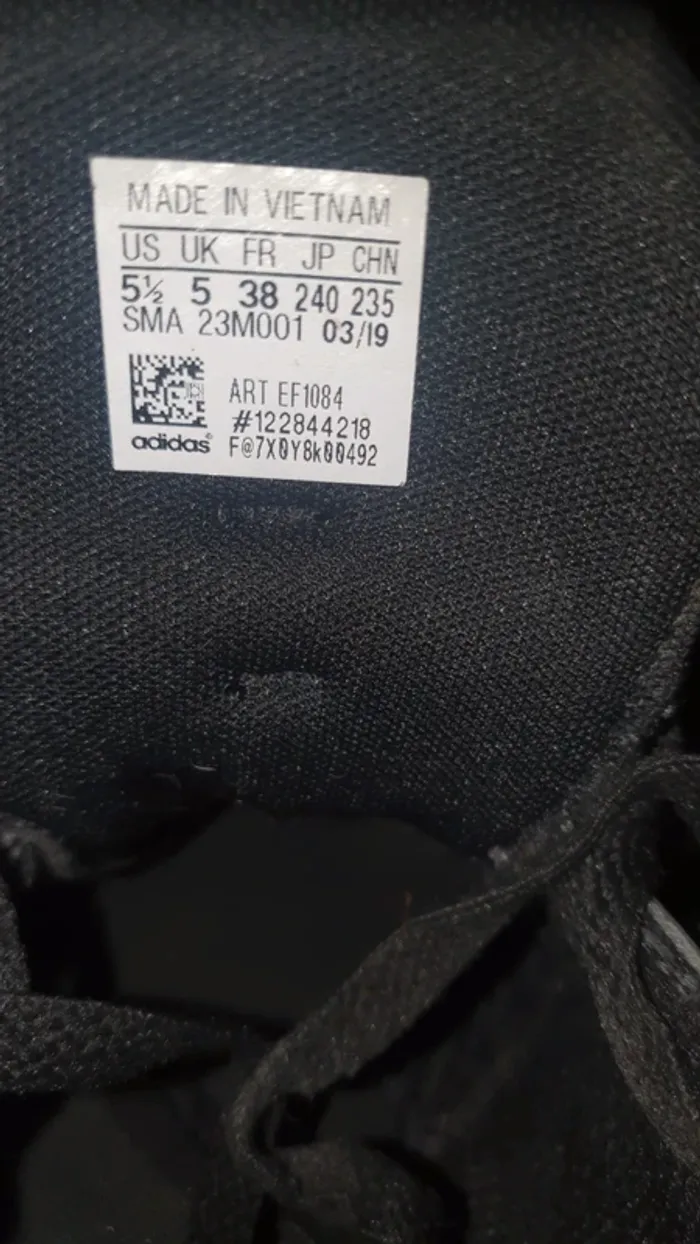 MADE IN VIETNAM
US UK FR JP CHN
5½ 5 38 240 235
SMA 23M001 03/19
ART EF1084
#122844218
adidas® F@7X0Y8k00492